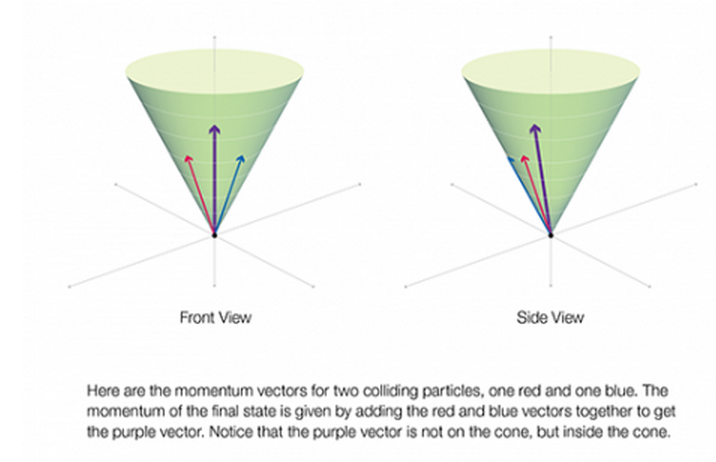 Front View
Side View
Here are the momentum vectors for two colliding particles, one red and one blue. The
momentum of the final state is given by adding the red and blue vectors together to get
the purple vector. Notice that the purple vector is not on the cone, but inside the cone.